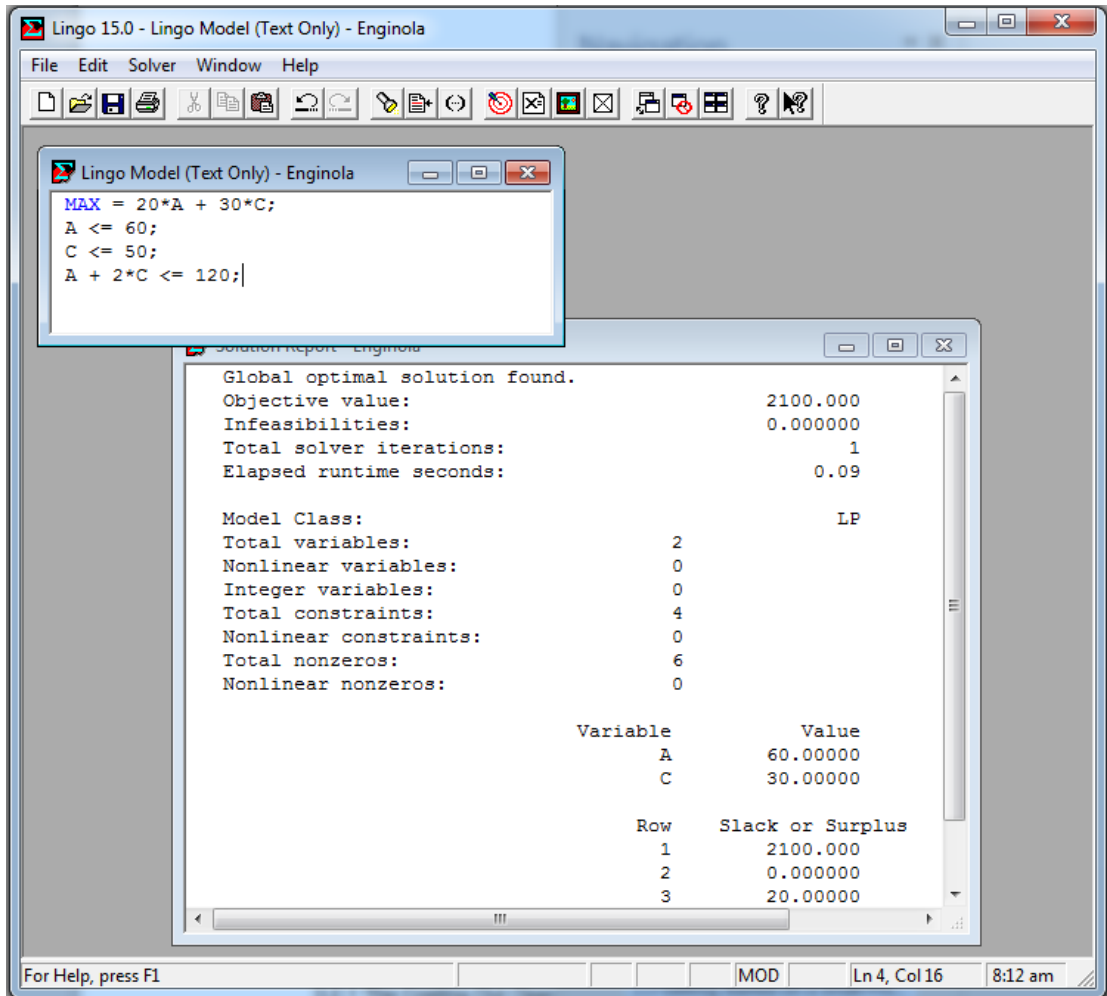 Lingo 15.0 - Lingo Model (Text Only) - Enginola
File Edit Solver Window Help
Lingo Model (Text Only) - Enginola
MAX = 20*A + 30*C;
A <= 60;
C <= 50;
A + 2*C <= 120;
Solution Report - Enginola
Global optimal solution found.
Objective value: 2100.000
Infeasibilities: 0.000000
Total solver iterations: 1
Elapsed runtime seconds: 0.09
Model Class: LP
Total variables: 2
Nonlinear variables: 0
Integer variables: 0
Total constraints: 4
Nonlinear constraints: 0
Total nonzeros: 6
Nonlinear nonzeros: 0
Variable Value
A 60.00000
C 30.00000
Row Slack or Surplus
1 2100.000
2 0.000000
3 20.00000
For Help, press F1 MOD Ln 4, Col 16 8:12 am